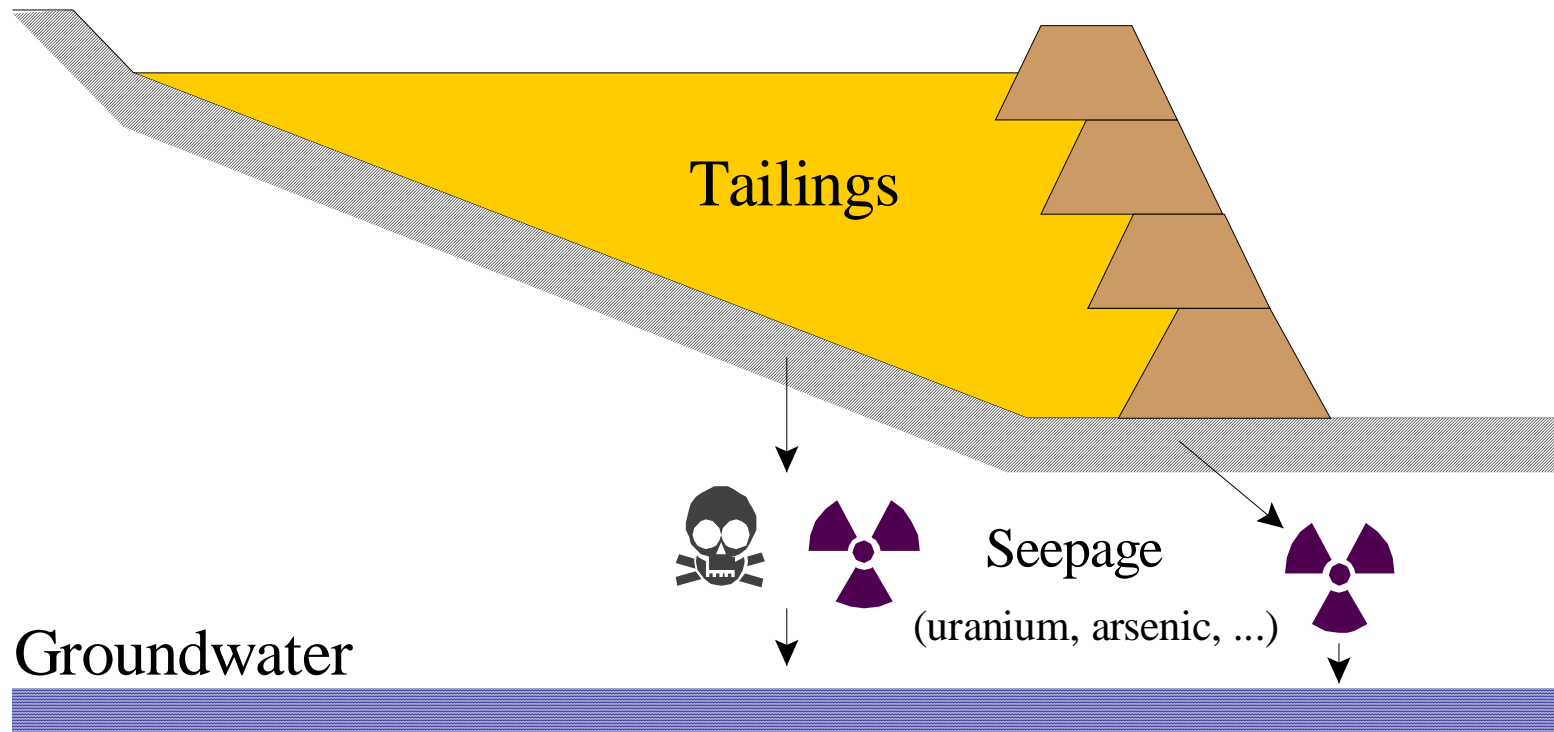 Tailings
Seepage
(uranium, arsenic, ...)
Groundwater